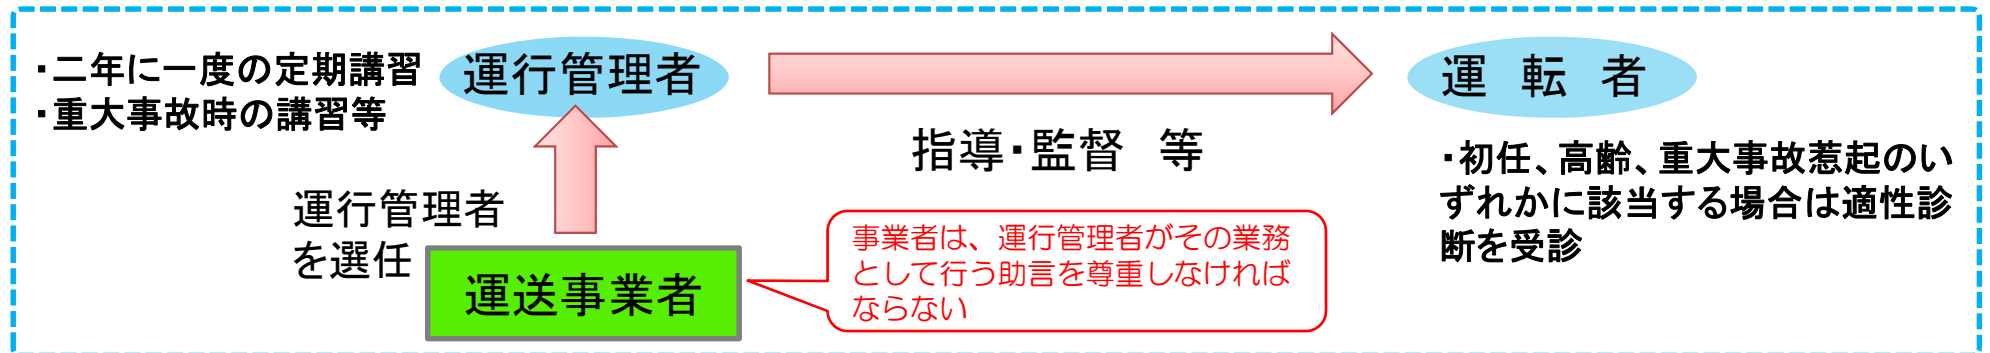 ・二年に一度の定期講習
・重大事故時の講習等
運行管理者
運 転 者
指導・監督 等
・初任、高齢、重大事故惹起のい
ずれかに該当する場合は適性診
断を受診
運行管理者
を選任
運送事業者
事業者は、運行管理者がその業務
として行う助言を尊重しなければ
ならない